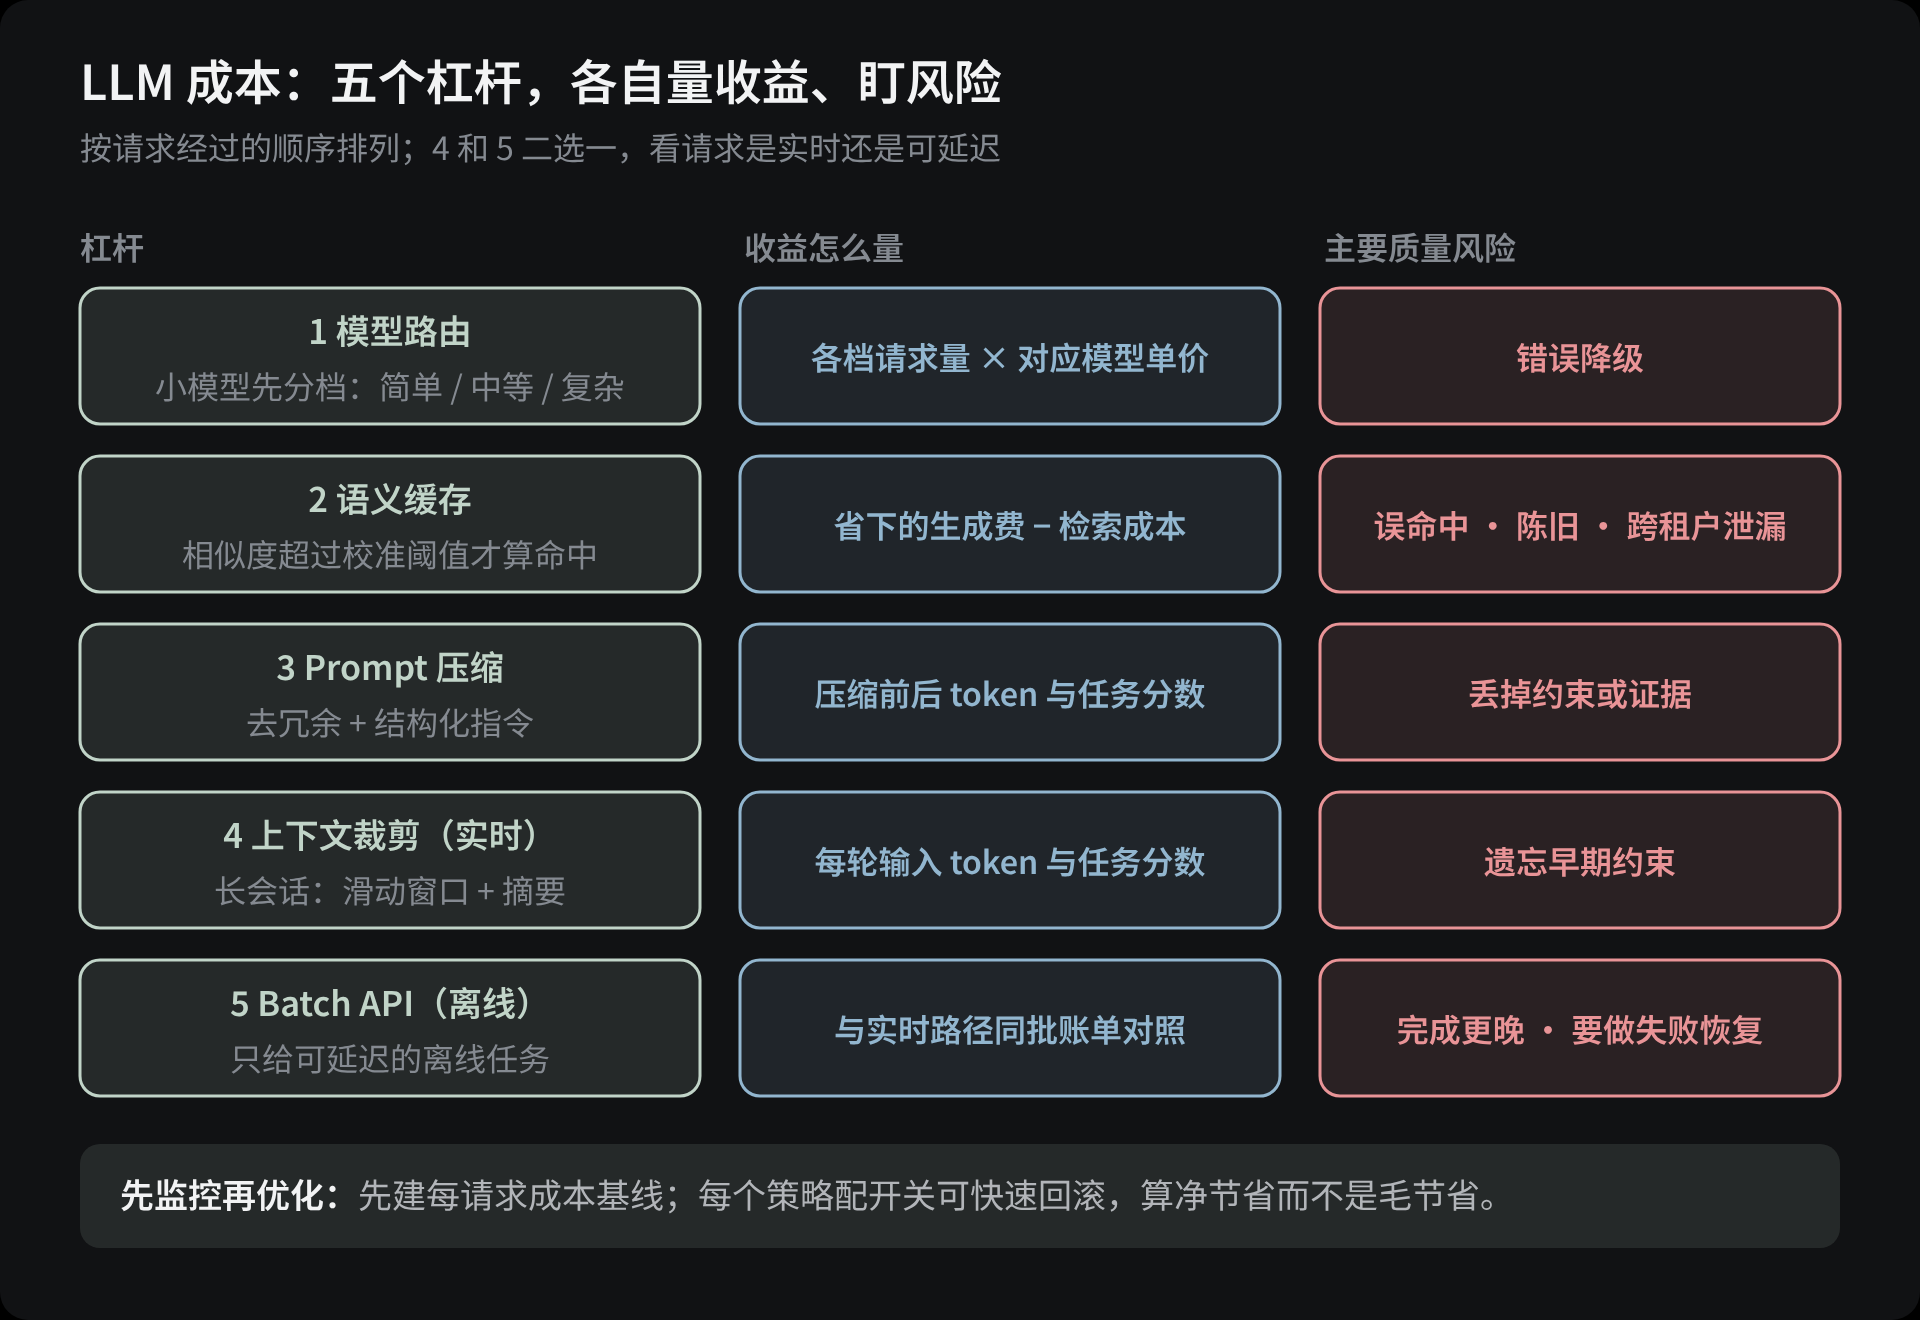 LLM 成本：五个杠杆，各自量收益、盯风险
按请求经过的顺序排列；4 和 5 二选一，看请求是实时还是可延迟
杠杆
收益怎么量
主要质量风险
1 模型路由
小模型先分档：简单 / 中等 / 复杂
各档请求量 × 对应模型单价
错误降级
2 语义缓存
相似度超过校准阈值才算命中
省下的生成费 − 检索成本
误命中 · 陈旧 · 跨租户泄漏
3 Prompt 压缩
去冗余 + 结构化指令
压缩前后 token 与任务分数
丢掉约束或证据
4 上下文裁剪（实时）
长会话：滑动窗口 + 摘要
每轮输入 token 与任务分数
遗忘早期约束
5 Batch API（离线）
只给可延迟的离线任务
与实时路径同批账单对照
完成更晚 · 要做失败恢复
先监控再优化：先建每请求成本基线；每个策略配开关可快速回滚，算净节省而不是毛节省。